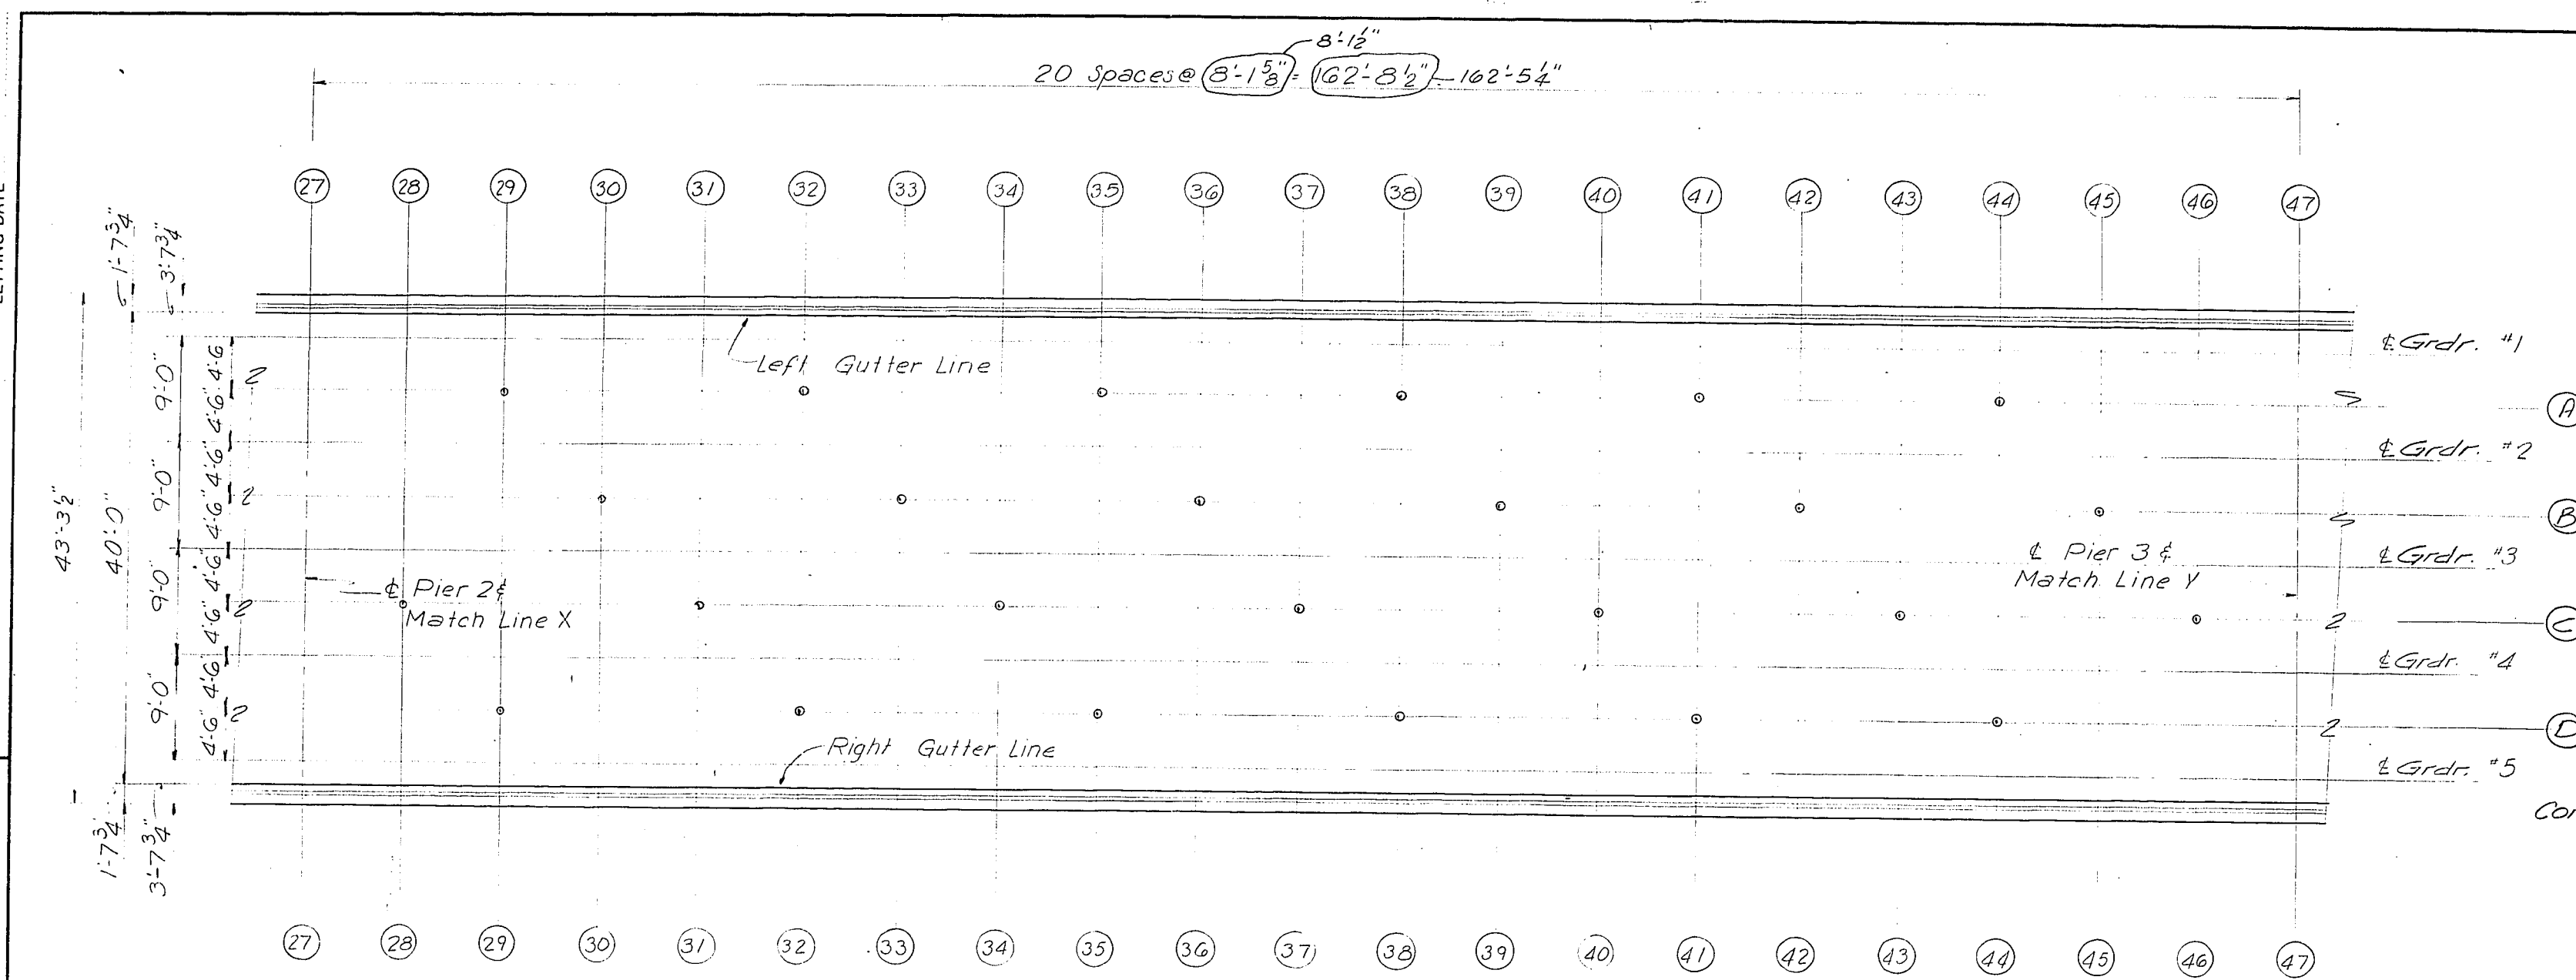 8'-1½"
20 Spaces @ 8'-1⅝" = 162'-8½" 162'-5¼"
27 28 29 30 31 32 33 34 35 36 37 38 39 40 41 42 43 44 45 46 47
LETTING DATE
1'-7¾"
3'-7¾"
43'-3½"
40'-0"
9'-0" 9'-0" 9'-0" 9'-0"
4'-6 4'-6" 4'-6" 4'-6" 4'-6" 4'-6" 4'-6" 4'-6"
Left Gutter Line
℄ Grdr. #1
A
℄ Grdr. #2
B
℄ Pier 2 &
Match Line X
℄ Pier 3 &
Match Line Y
℄ Grdr. #3
C
℄ Grdr. #4
D
Right Gutter Line
℄ Grdr. #5
1'-7¾"
3'-7¾"
27 28 29 30 31 32 33 34 35 36 37 38 39 40 41 42 43 44 45 46 47